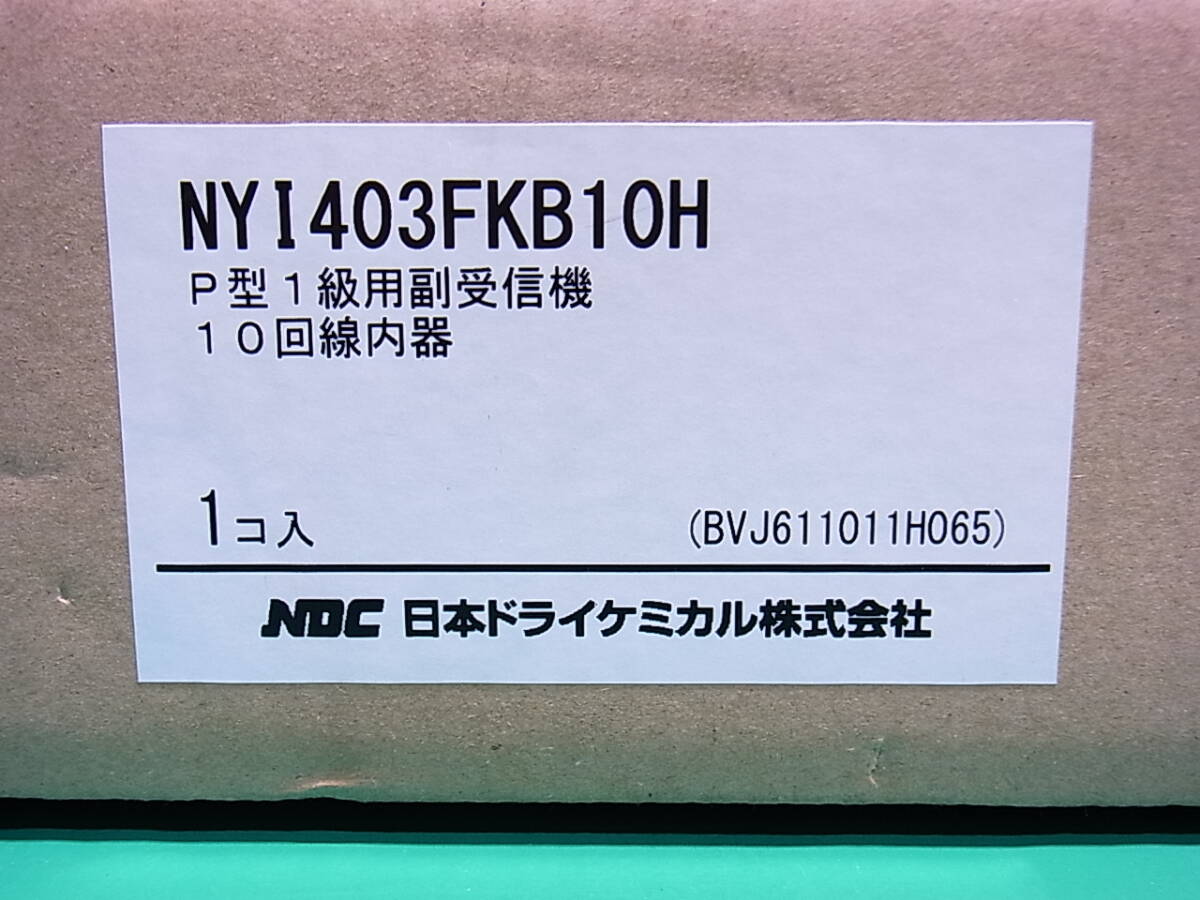 NYI403FKB10H
P型1級用副受信機
10回線内器
1コ入 (BVJ611011H065)
NDC 日本ドライケミカル株式会社